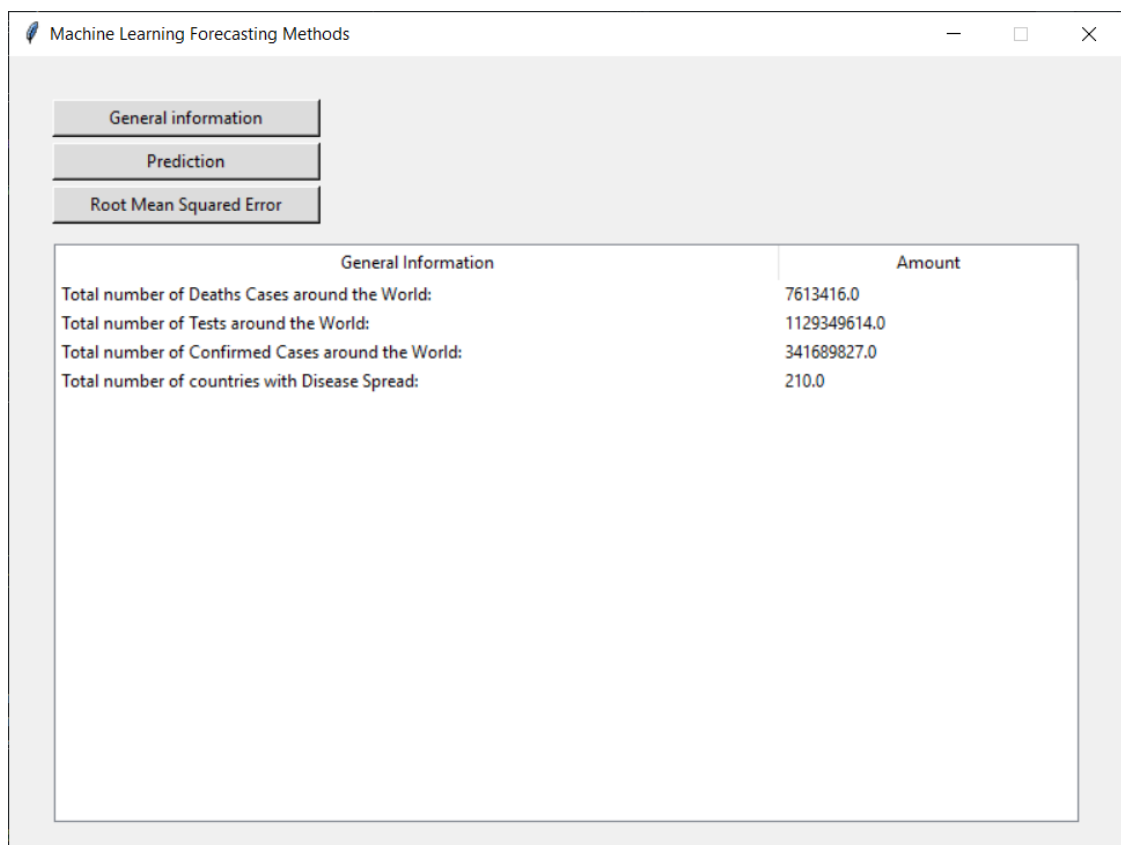 Machine Learning Forecasting Methods
General information
Prediction
Root Mean Squared Error
General Information Amount
Total number of Deaths Cases around the World: 7613416.0
Total number of Tests around the World: 1129349614.0
Total number of Confirmed Cases around the World: 341689827.0
Total number of countries with Disease Spread: 210.0